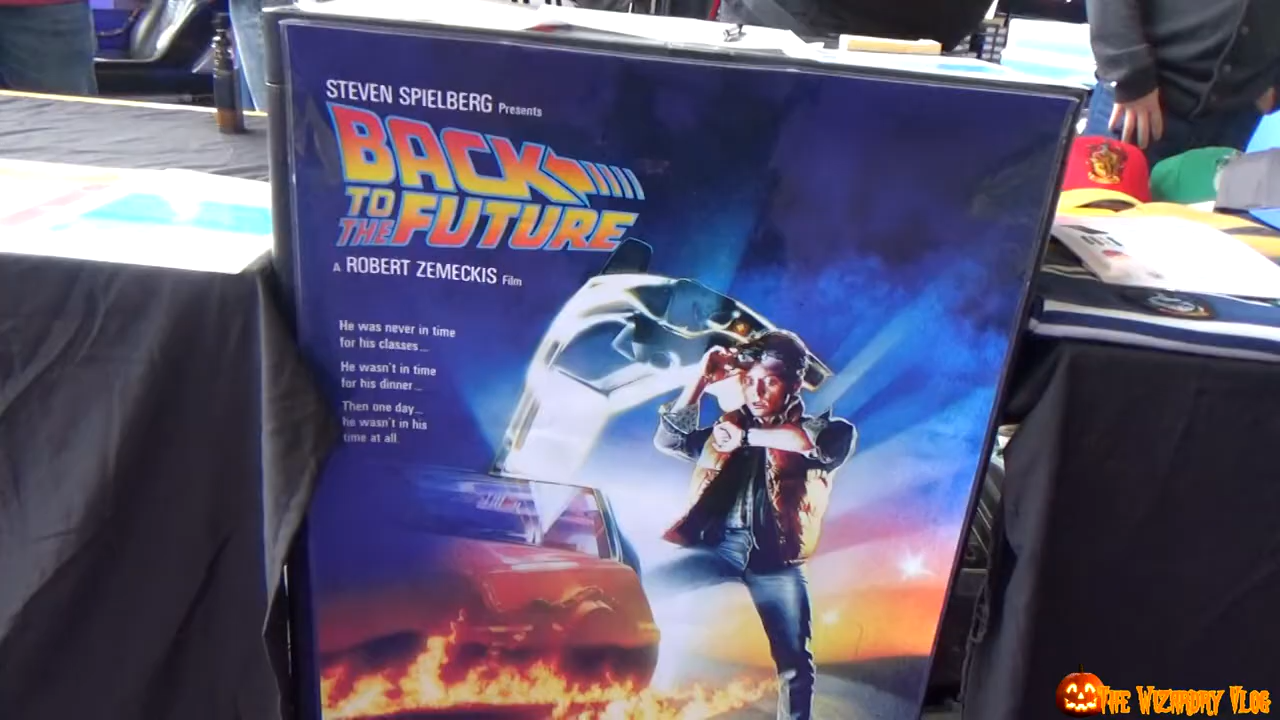 STEVEN SPIELBERG Presents
BACK
TO
THE FUTURE
A ROBERT ZEMECKIS Film
He was never in time
for his classes...
He wasn't in time
for his dinner...
Then one day...
he wasn't in his
time at all.
The Wizardry Vlog